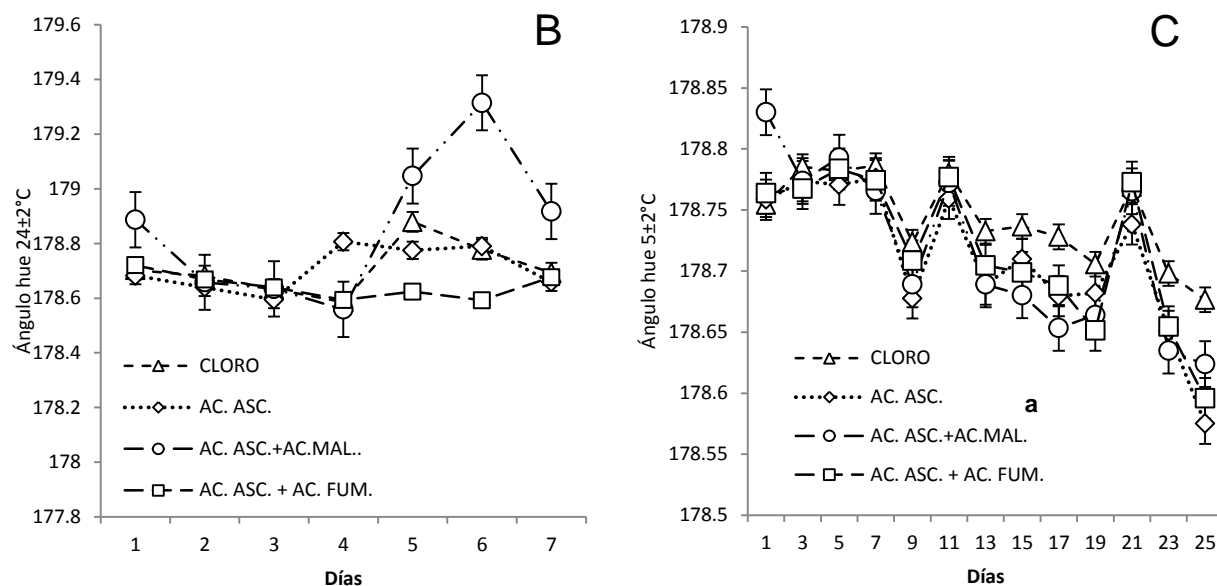 B
Ángulo hue 24±2°C
179.6
179.4
179.2
179
178.8
178.6
178.4
178.2
178
177.8
CLORO
AC. ASC.
AC. ASC.+AC.MAL..
AC. ASC. + AC. FUM.
1 2 3 4 5 6 7
Días
C
Ángulo hue 5±2°C
178.9
178.85
178.8
178.75
178.7
178.65
178.6
178.55
178.5
CLORO
AC. ASC.
a
AC. ASC.+AC.MAL.
AC. ASC. + AC. FUM.
1 3 5 7 9 11 13 15 17 19 21 23 25
Días